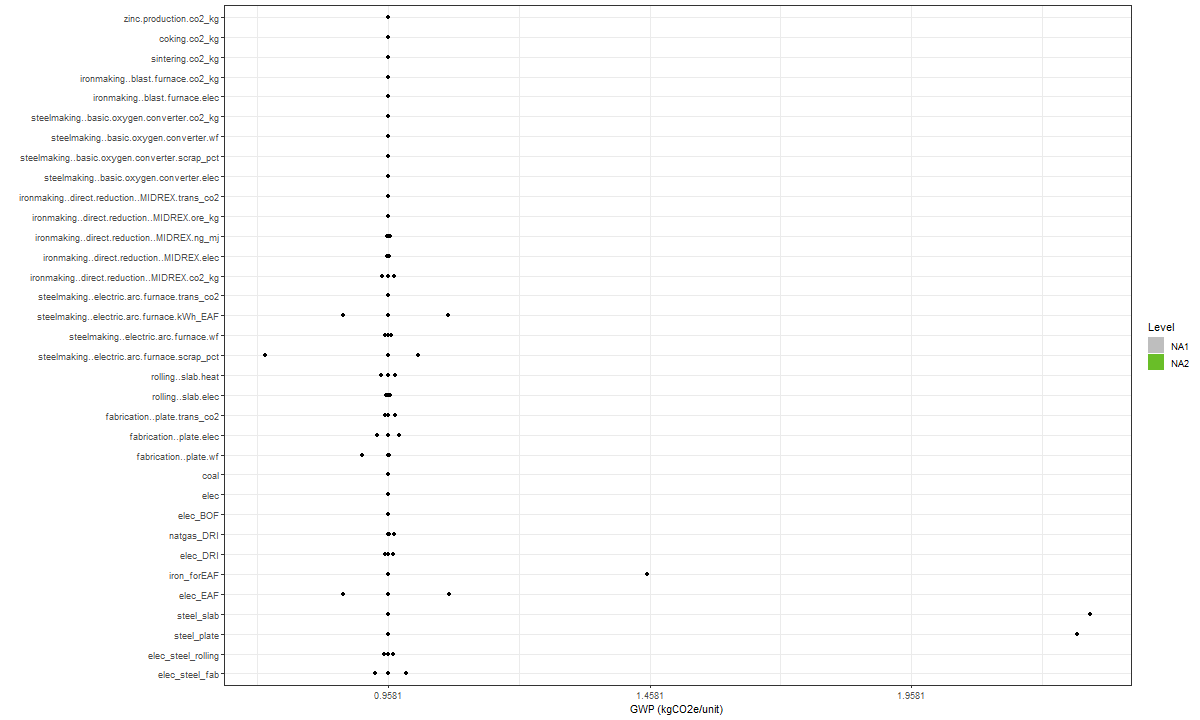 zinc.production.co2_kg
coking.co2_kg
sintering.co2_kg
ironmaking..blast.furnace.co2_kg
ironmaking..blast.furnace.elec
steelmaking..basic.oxygen.converter.co2_kg
steelmaking..basic.oxygen.converter.wf
steelmaking..basic.oxygen.converter.scrap_pct
steelmaking..basic.oxygen.converter.elec
ironmaking..direct.reduction..MIDREX.trans_co2
ironmaking..direct.reduction..MIDREX.ore_kg
ironmaking..direct.reduction..MIDREX.ng_mj
ironmaking..direct.reduction..MIDREX.elec
ironmaking..direct.reduction..MIDREX.co2_kg
steelmaking..electric.arc.furnace.trans_co2
steelmaking..electric.arc.furnace.kWh_EAF
steelmaking..electric.arc.furnace.wf
steelmaking..electric.arc.furnace.scrap_pct
rolling..slab.heat
rolling..slab.elec
fabrication..plate.trans_co2
fabrication..plate.elec
fabrication..plate.wf
coal
elec
elec_BOF
natgas_DRI
elec_DRI
iron_forEAF
elec_EAF
steel_slab
steel_plate
elec_steel_rolling
elec_steel_fab
0.9581 1.4581 1.9581
GWP (kgCO2e/unit)
Level
NA1
NA2